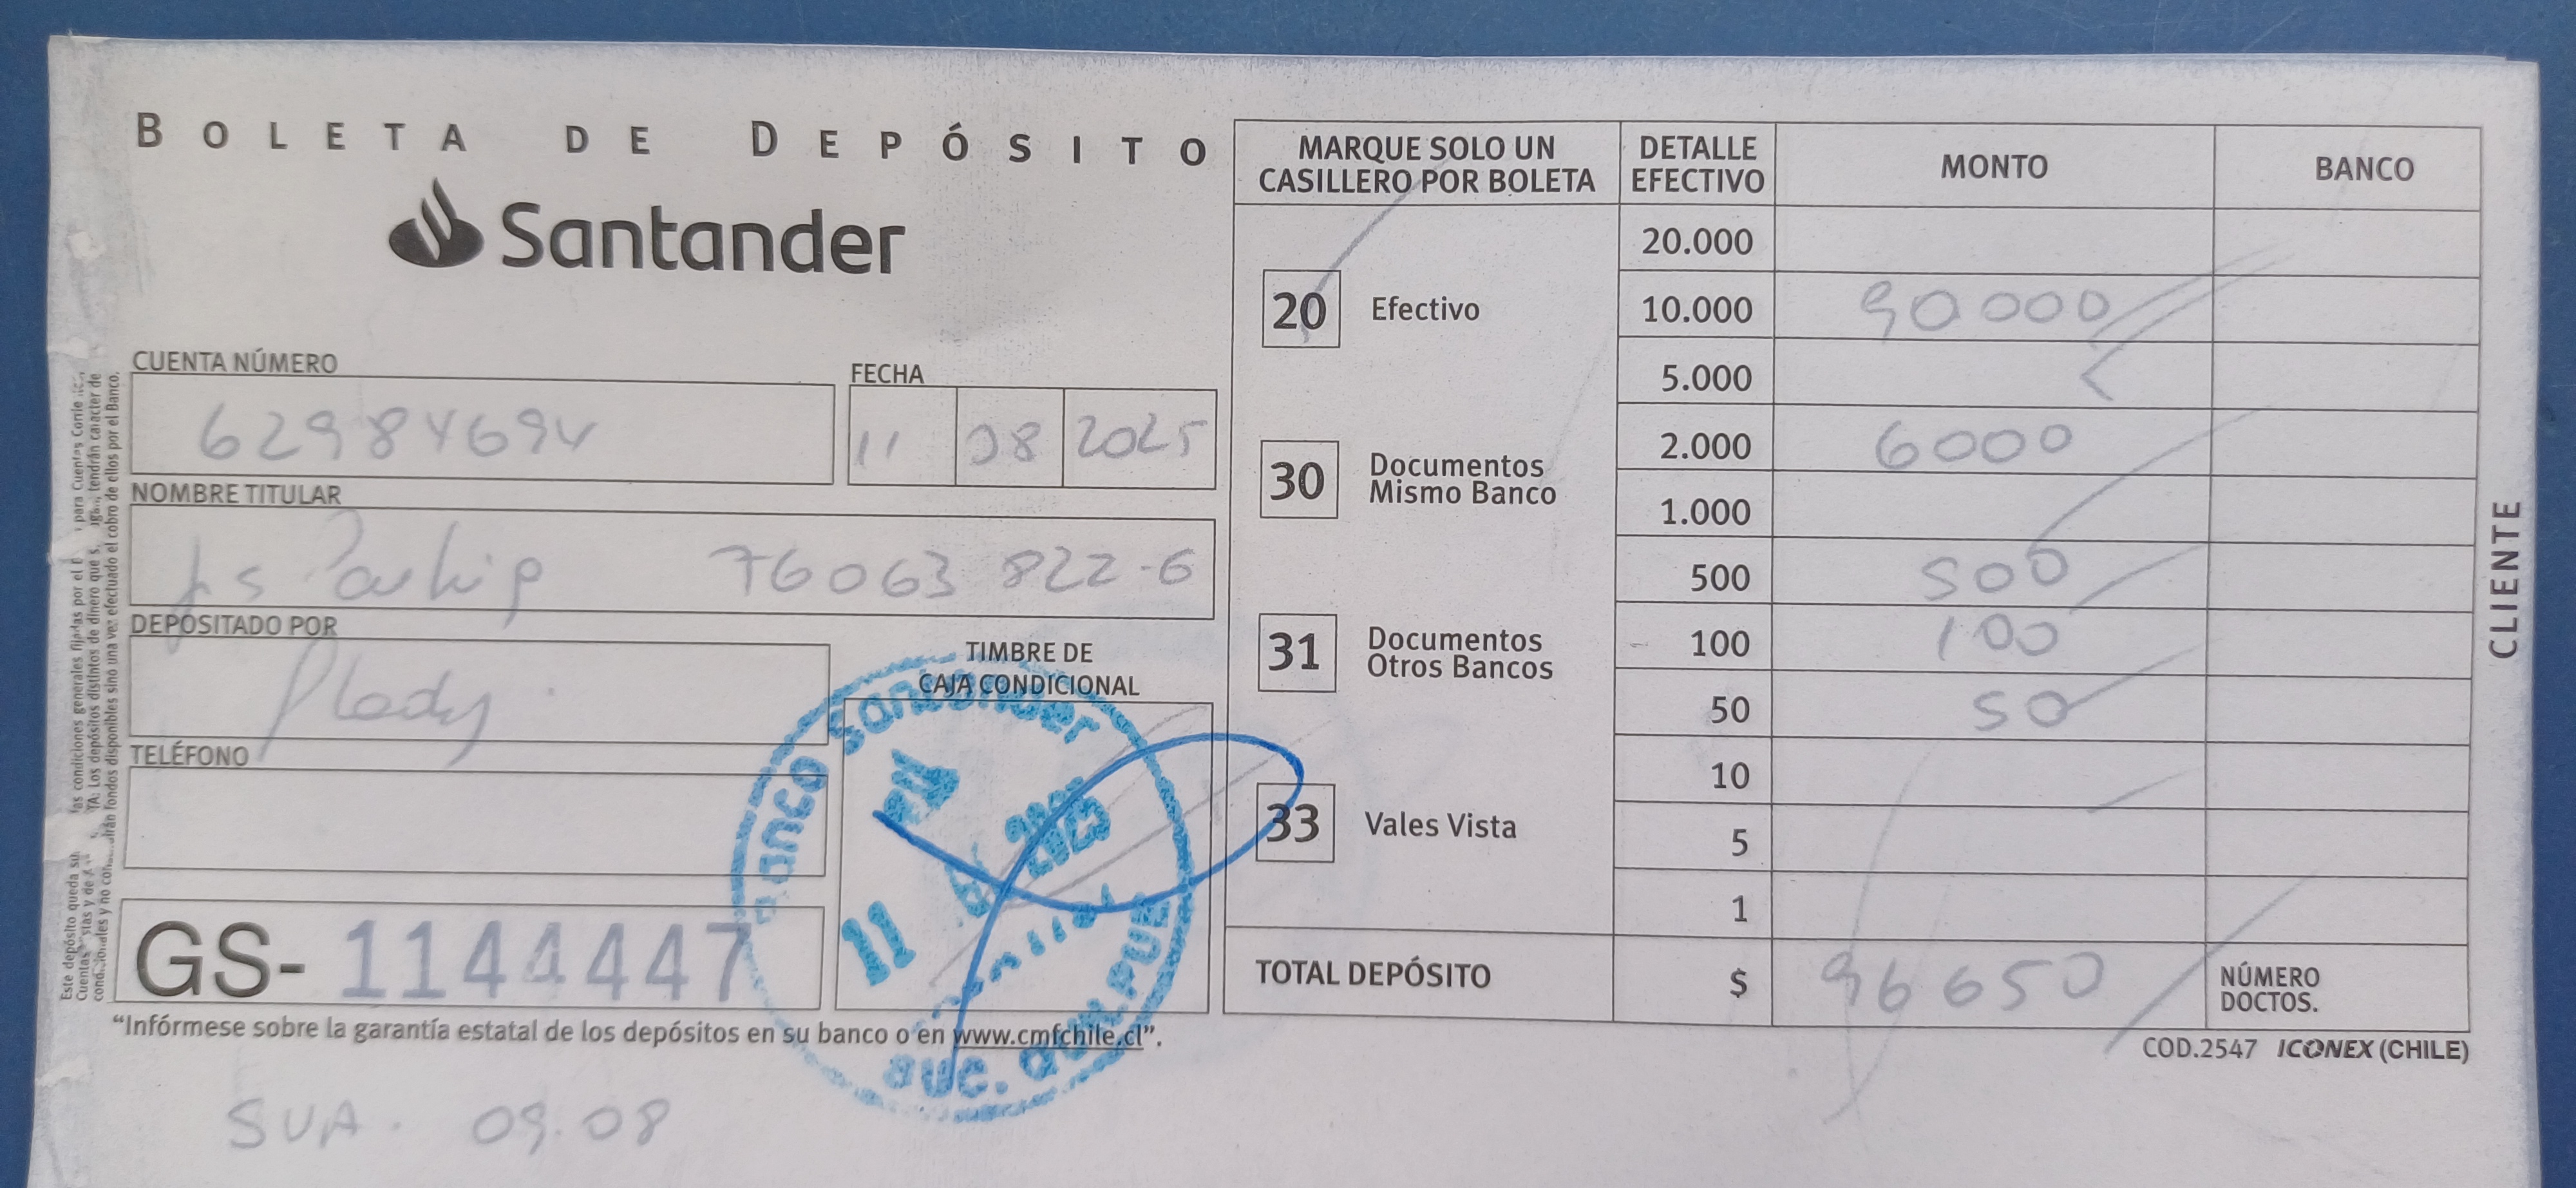 BOLETA DE DEPÓSITO
Santander
CUENTA NÚMERO
62984694
FECHA
11 08 2025
NOMBRE TITULAR
76063 822-6
DEPOSITADO POR
TELÉFONO
TIMBRE DE
CAJA CONDICIONAL
Banco Santander
11 2025
GS- 1144447
"Infórmese sobre la garantía estatal de los depósitos en su banco o en www.cmfchile.cl".
SUA. 09.08
MARQUE SOLO UN
CASILLERO POR BOLETA
20 Efectivo
30 Documentos
Mismo Banco
31 Documentos
Otros Bancos
33 Vales Vista
DETALLE
EFECTIVO
MONTO
BANCO
20.000
10.000 90000
5.000
2.000 6000
1.000
500 500
100 100
50 50
10
5
1
TOTAL DEPÓSITO $ 96650
NÚMERO
DOCTOS.
COD.2547 ICONEX (CHILE)
CLIENTE